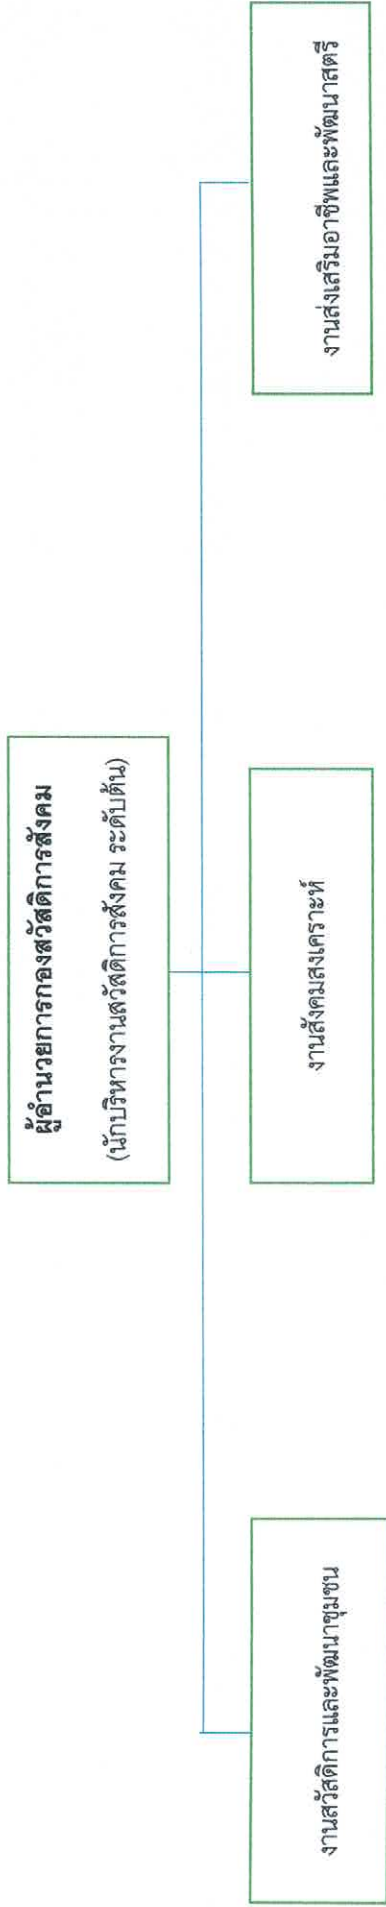 ผู้อำนวยการกองสวัสดิการสังคม
(นักบริหารงานสวัสดิการสังคม ระดับต้น)
งานสวัสดิการและพัฒนาชุมชน
งานสังคมสงเคราะห์
งานส่งเสริมอาชีพและพัฒนาสตรี